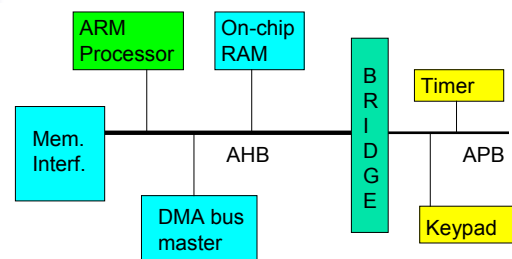 ARM
Processor
On-chip
RAM
Mem.
Interf.
AHB
DMA bus
master
B
R
I
D
G
E
Timer
APB
Keypad